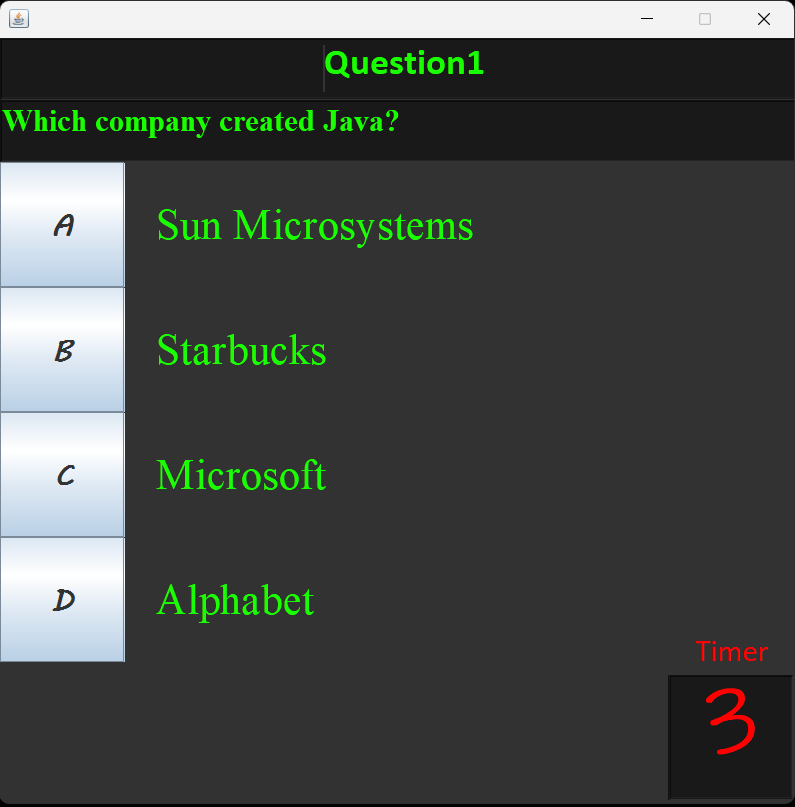 Question1
Which company created Java?
A Sun Microsystems
B Starbucks
C Microsoft
D Alphabet
Timer
3